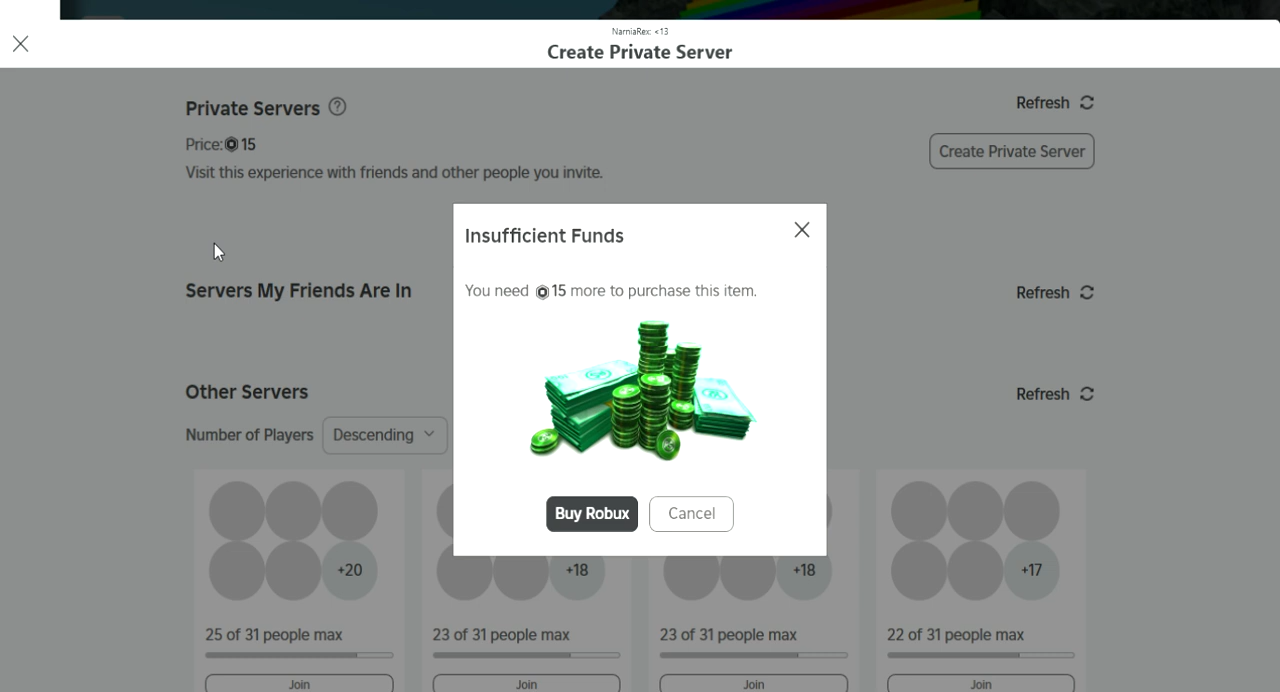 NarniaRex: <13
Create Private Server
Private Servers
Refresh
Price: 15
Create Private Server
Visit this experience with friends and other people you invite.
Insufficient Funds
You need 15 more to purchase this item.
Servers My Friends Are In
Refresh
Other Servers
Refresh
Number of Players Descending
Buy Robux Cancel
+20 +18 +18 +17
25 of 31 people max 23 of 31 people max 23 of 31 people max 22 of 31 people max
Join Join Join Join